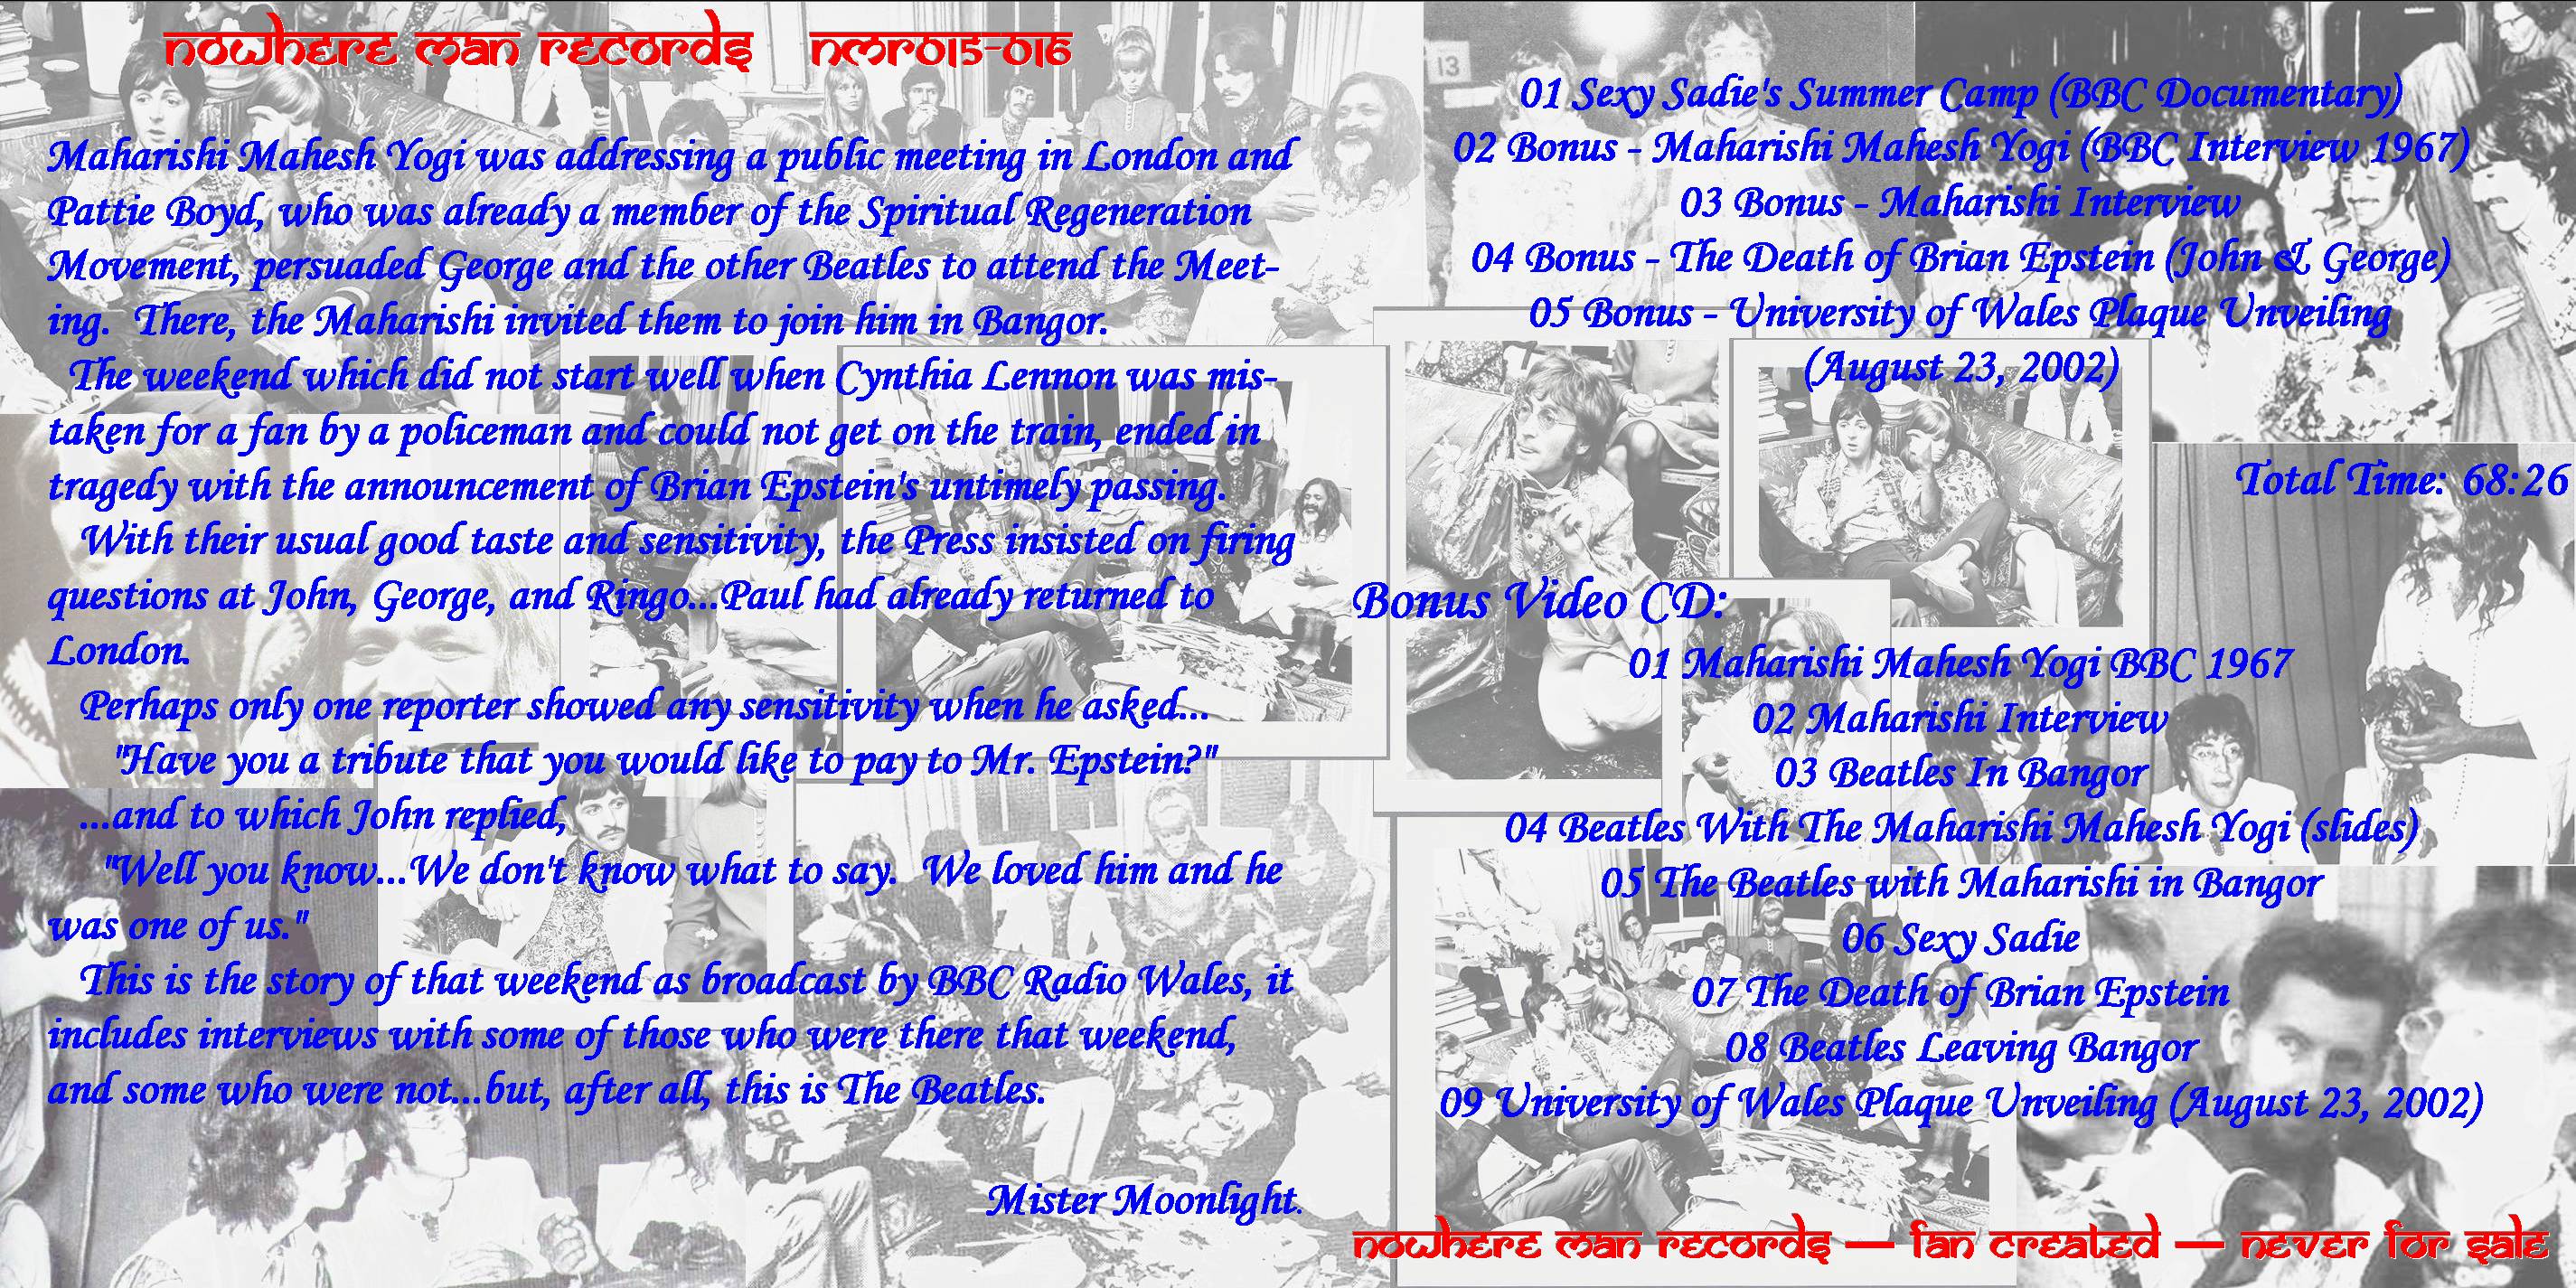 nowhere man records nmr015-016
Maharishi Mahesh Yogi was addressing a public meeting in London and
Pattie Boyd, who was already a member of the Spiritual Regeneration
Movement, persuaded George and the other Beatles to attend the Meet-
ing. There, the Maharishi invited them to join him in Bangor.
The weekend which did not start well when Cynthia Lennon was mis-
taken for a fan by a policeman and could not get on the train, ended in
tragedy with the announcement of Brian Epstein's untimely passing.
With their usual good taste and sensitivity, the Press insisted on firing
questions at John, George, and Ringo...Paul had already returned to
London.
Perhaps only one reporter showed any sensitivity when he asked...
"Have you a tribute that you would like to pay to Mr. Epstein?"
...and to which John replied,
"Well you know...We don't know what to say. We loved him and he
was one of us."
This is the story of that weekend as broadcast by BBC Radio Wales, it
includes interviews with some of those who were there that weekend,
and some who were not...but, after all, this is The Beatles.
Mister Moonlight.
13
01 Sexy Sadie's Summer Camp (BBC Documentary)
02 Bonus - Maharishi Mahesh Yogi (BBC Interview 1967)
03 Bonus - Maharishi Interview
04 Bonus - The Death of Brian Epstein (John & George)
05 Bonus - University of Wales Plaque Unveiling
(August 23, 2002)
Total Time: 68:26
Bonus Video CD:
01 Maharishi Mahesh Yogi BBC 1967
02 Maharishi Interview
03 Beatles In Bangor
04 Beatles With The Maharishi Mahesh Yogi (slides)
05 The Beatles with Maharishi in Bangor
06 Sexy Sadie
07 The Death of Brian Epstein
08 Beatles Leaving Bangor
09 University of Wales Plaque Unveiling (August 23, 2002)
nowhere man records — fan created — never for sale